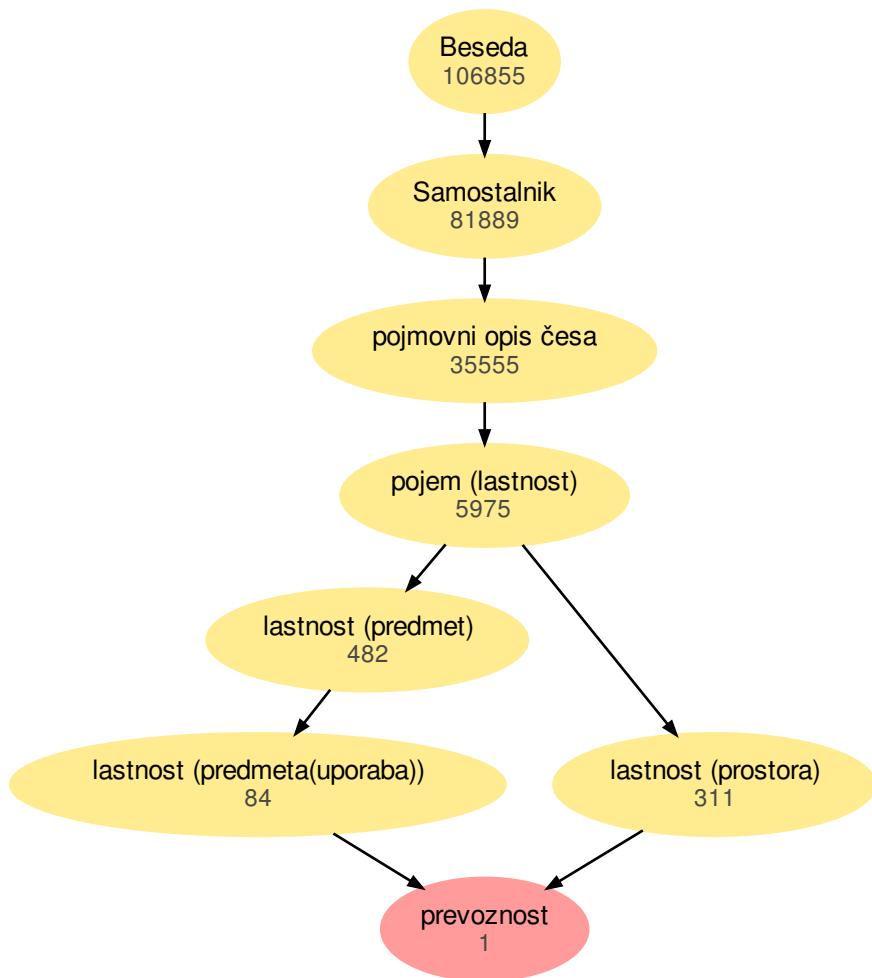 Beseda
106855
Samostalnik
81889
pojmovni opis česa
35555
pojem (lastnost)
5975
lastnost (predmet)
482
lastnost (predmeta(uporaba))
84
lastnost (prostora)
311
prevoznost
1